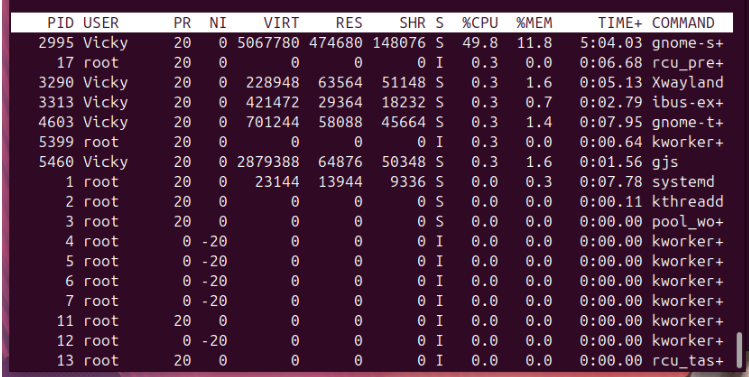 PID USER PR NI VIRT RES SHR S %CPU %MEM TIME+ COMMAND
2995 Vicky 20 0 5067780 474680 148076 S 49.8 11.8 5:04.03 gnome-s+
17 root 20 0 0 0 0 I 0.3 0.0 0:06.68 rcu_pre+
3290 Vicky 20 0 228948 63564 51148 S 0.3 1.6 0:05.13 Xwayland
3313 Vicky 20 0 421472 29364 18232 S 0.3 0.7 0:02.79 ibus-ex+
4603 Vicky 20 0 701244 58088 45664 S 0.3 1.4 0:07.95 gnome-t+
5399 root 20 0 0 0 0 I 0.3 0.0 0:00.64 kworker+
5460 Vicky 20 0 2879388 64876 50348 S 0.3 1.6 0:01.56 gjs
1 root 20 0 23144 13944 9336 S 0.0 0.3 0:07.78 systemd
2 root 20 0 0 0 0 S 0.0 0.0 0:00.11 kthreadd
3 root 20 0 0 0 0 S 0.0 0.0 0:00.00 pool_wo+
4 root 0 -20 0 0 0 I 0.0 0.0 0:00.00 kworker+
5 root 0 -20 0 0 0 I 0.0 0.0 0:00.00 kworker+
6 root 0 -20 0 0 0 I 0.0 0.0 0:00.00 kworker+
7 root 0 -20 0 0 0 I 0.0 0.0 0:00.00 kworker+
11 root 20 0 0 0 0 I 0.0 0.0 0:00.00 kworker+
12 root 0 -20 0 0 0 I 0.0 0.0 0:00.00 kworker+
13 root 20 0 0 0 0 I 0.0 0.0 0:00.00 rcu_tas+